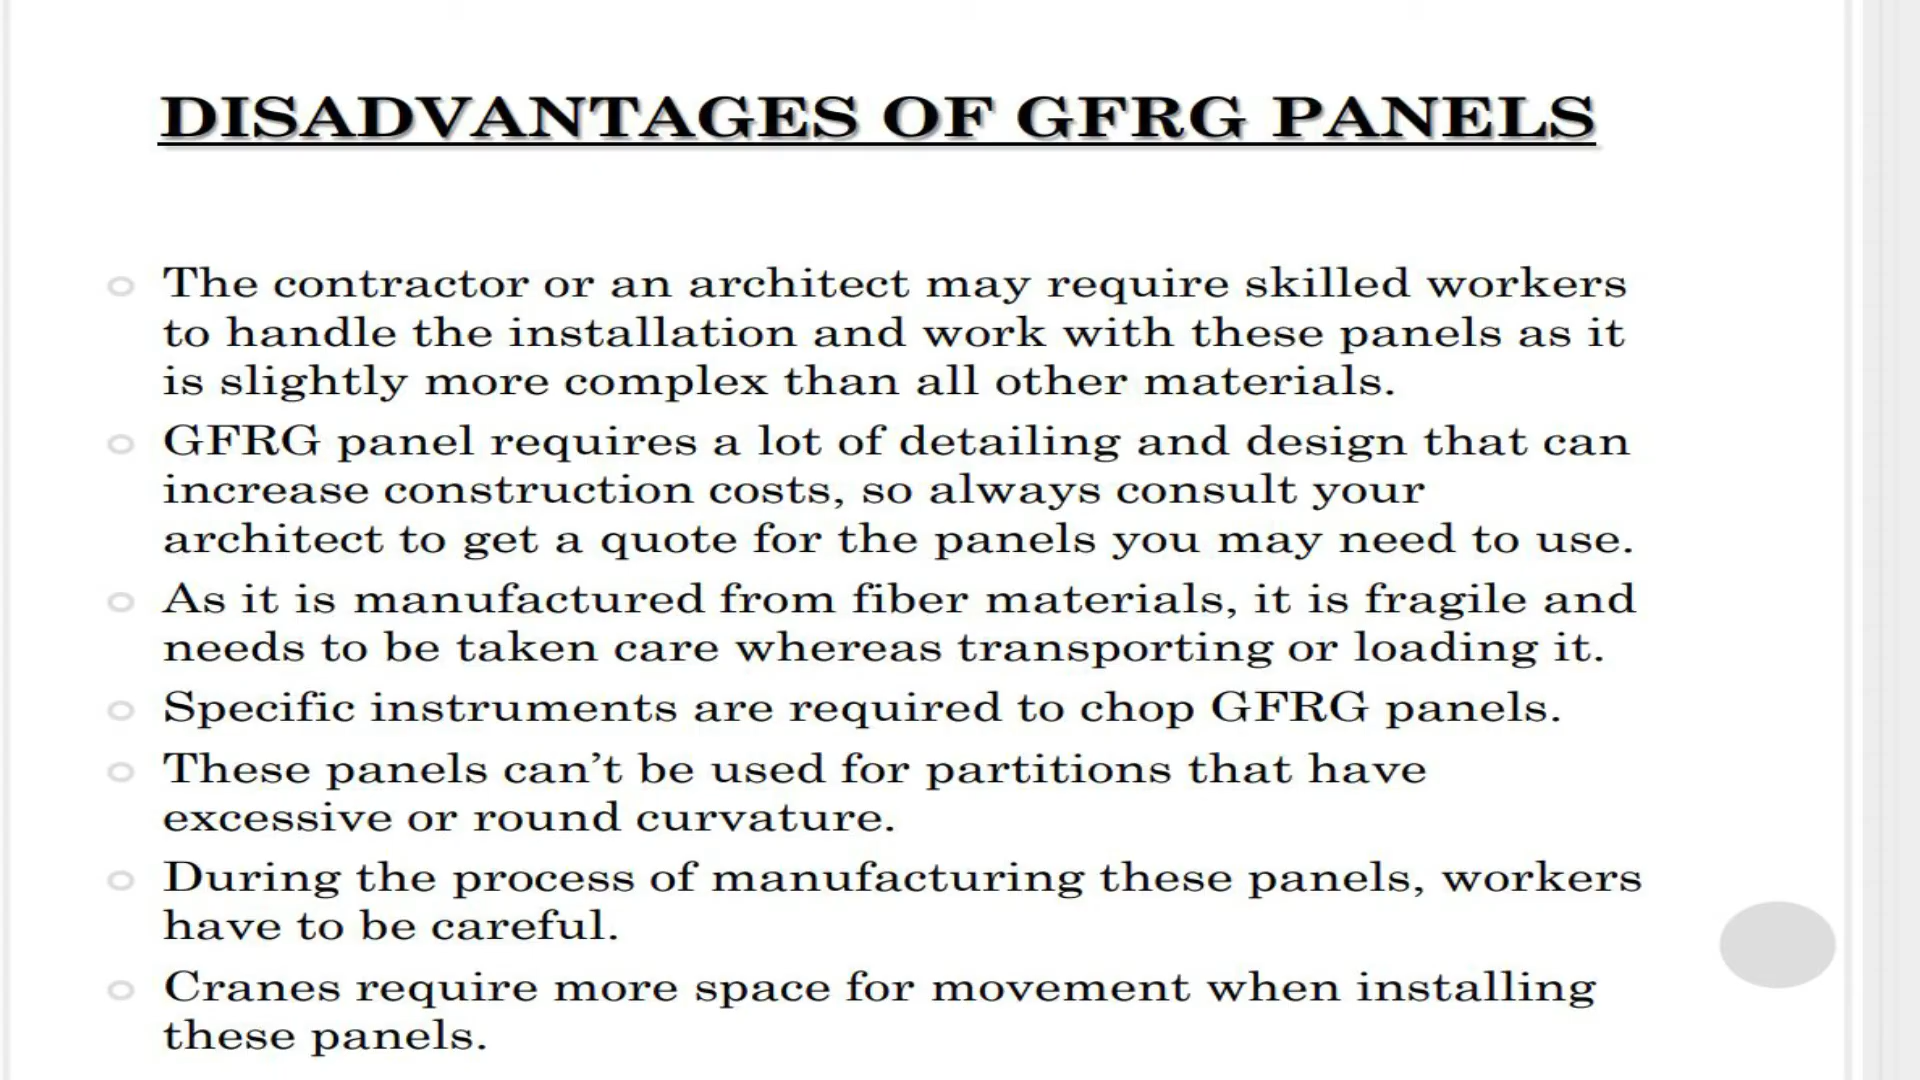 DISADVANTAGES OF GFRG PANELS
The contractor or an architect may require skilled workers
to handle the installation and work with these panels as it
is slightly more complex than all other materials.
GFRG panel requires a lot of detailing and design that can
increase construction costs, so always consult your
architect to get a quote for the panels you may need to use.
As it is manufactured from fiber materials, it is fragile and
needs to be taken care whereas transporting or loading it.
Specific instruments are required to chop GFRG panels.
These panels can’t be used for partitions that have
excessive or round curvature.
During the process of manufacturing these panels, workers
have to be careful.
Cranes require more space for movement when installing
these panels.